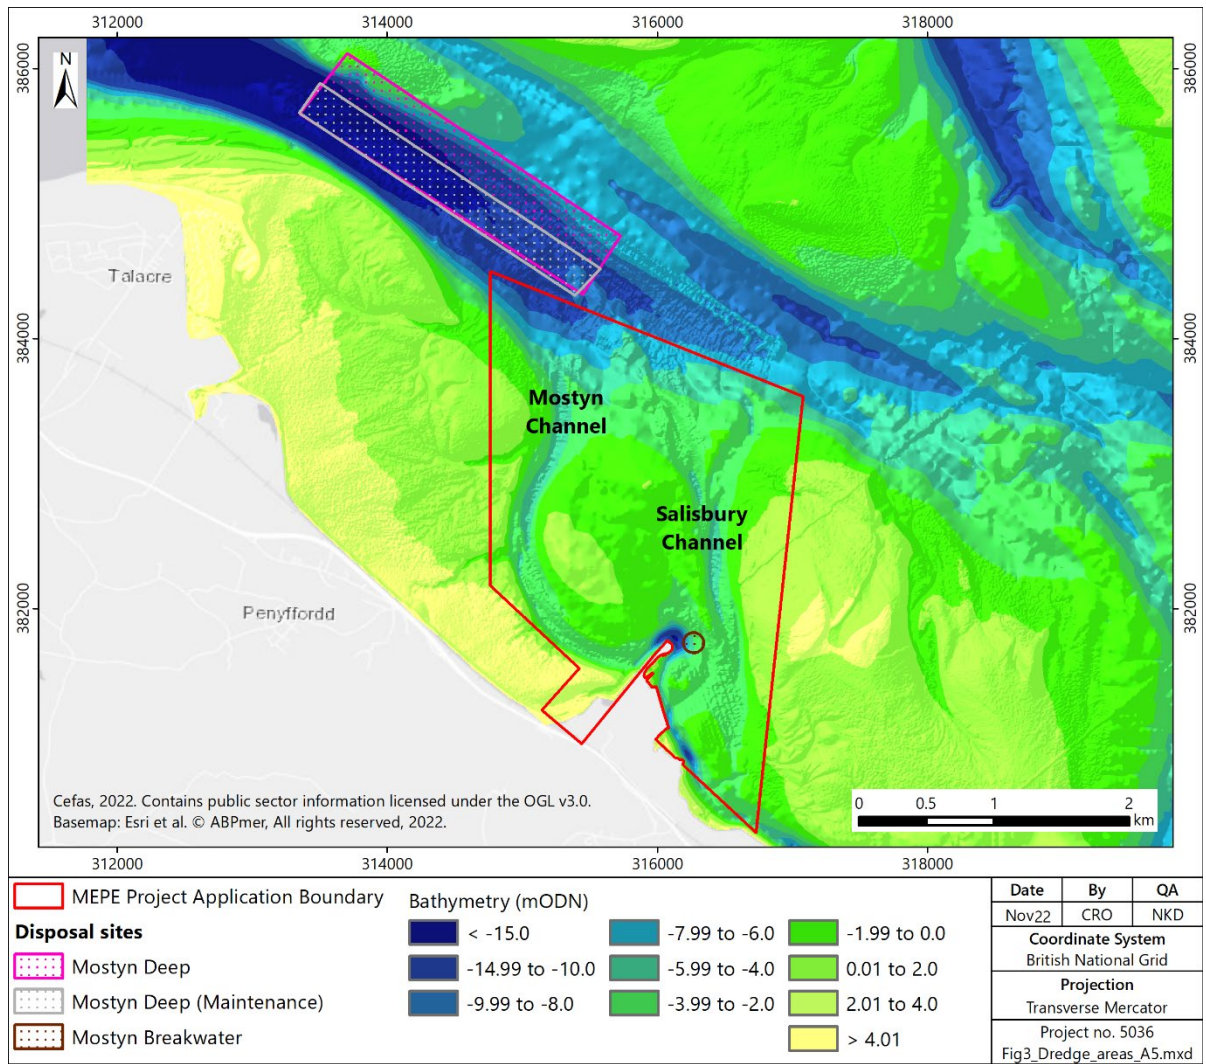 312000 314000 316000 318000
386000 386000
N
Talacre
384000 384000
Mostyn
Channel
Salisbury
Channel
382000 382000
Penyffordd
Cefas, 2022. Contains public sector information licensed under the OGL v3.0.
Basemap: Esri et al. © ABPmer, All rights reserved, 2022.
0 0.5 1 2
km
312000 314000 316000 318000
MEPE Project Application Boundary
Disposal sites
Mostyn Deep
Mostyn Deep (Maintenance)
Mostyn Breakwater
Bathymetry (mODN)
< -15.0
-14.99 to -10.0
-9.99 to -8.0
-7.99 to -6.0
-5.99 to -4.0
-3.99 to -2.0
-1.99 to 0.0
0.01 to 2.0
2.01 to 4.0
> 4.01
Date By QA
Nov22 CRO NKD
Coordinate System
British National Grid
Projection
Transverse Mercator
Project no. 5036
Fig3_Dredge_areas_A5.mxd